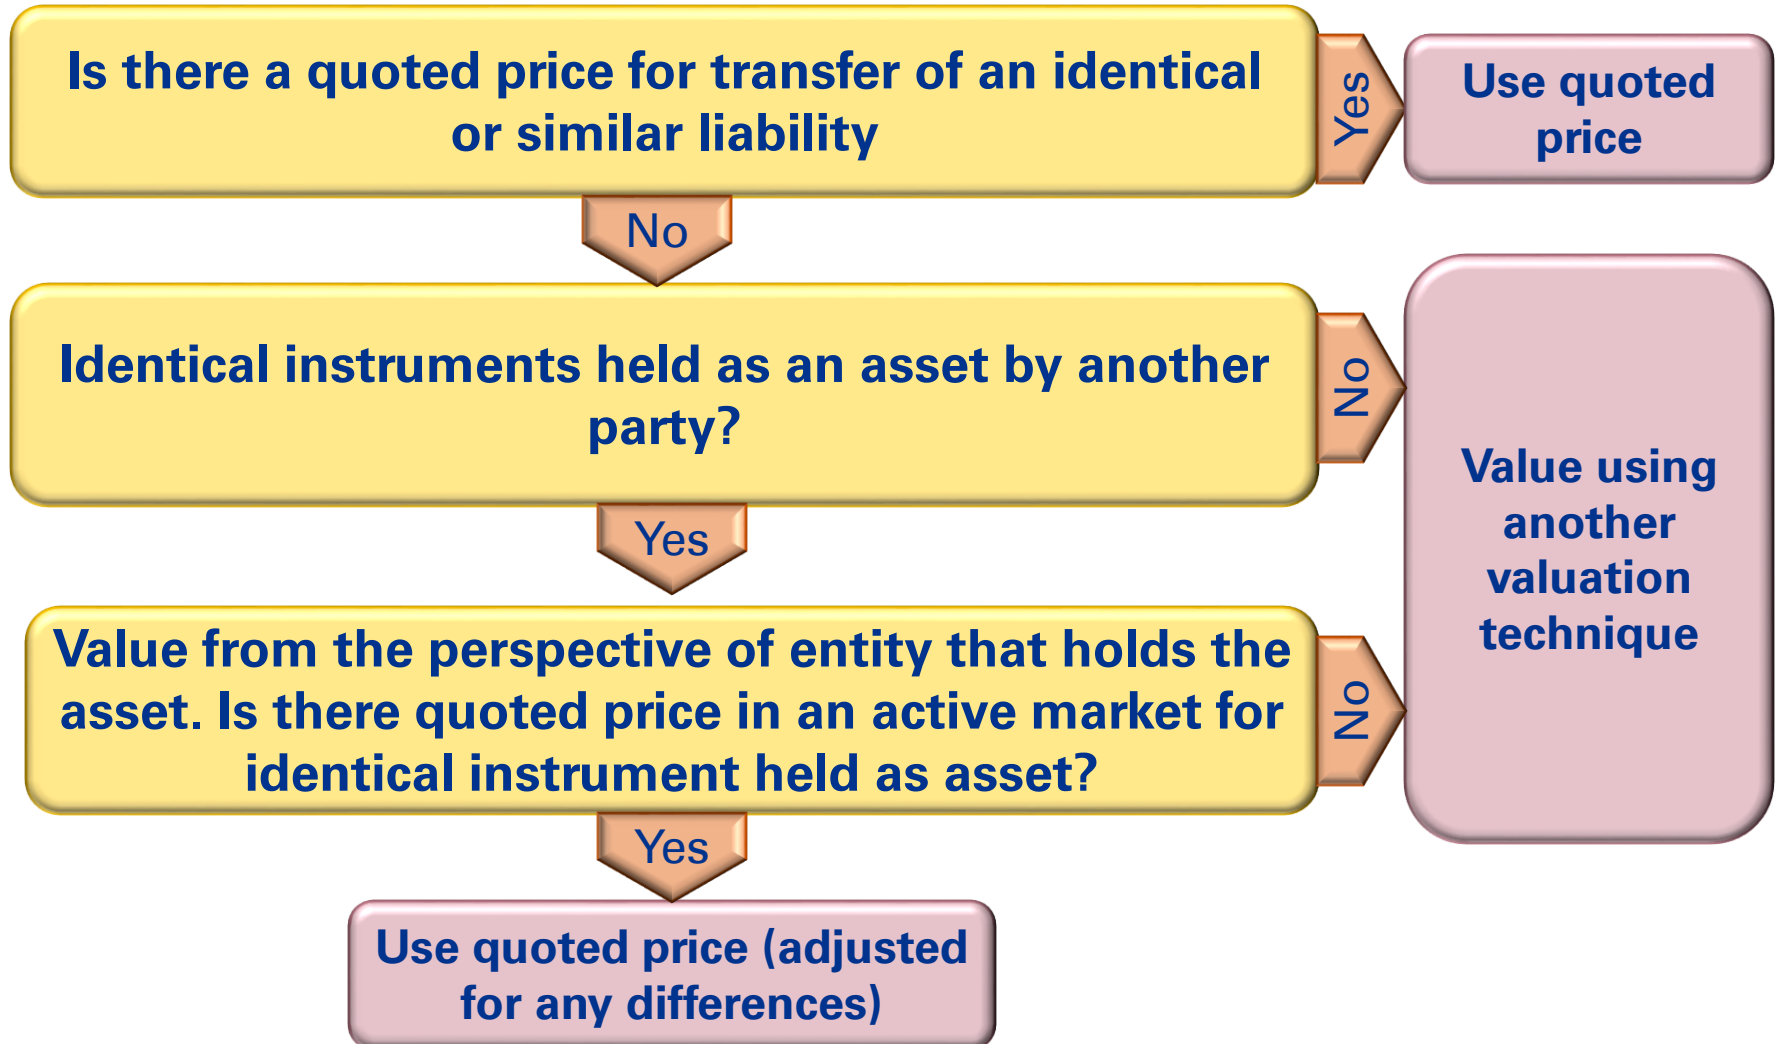 Is there a quoted price for transfer of an identical
or similar liability
Yes
Use quoted
price
No
Identical instruments held as an asset by another
party?
No
Value using
another
valuation
technique
Yes
Value from the perspective of entity that holds the
asset. Is there quoted price in an active market for
identical instrument held as asset?
No
Yes
Use quoted price (adjusted
for any differences)